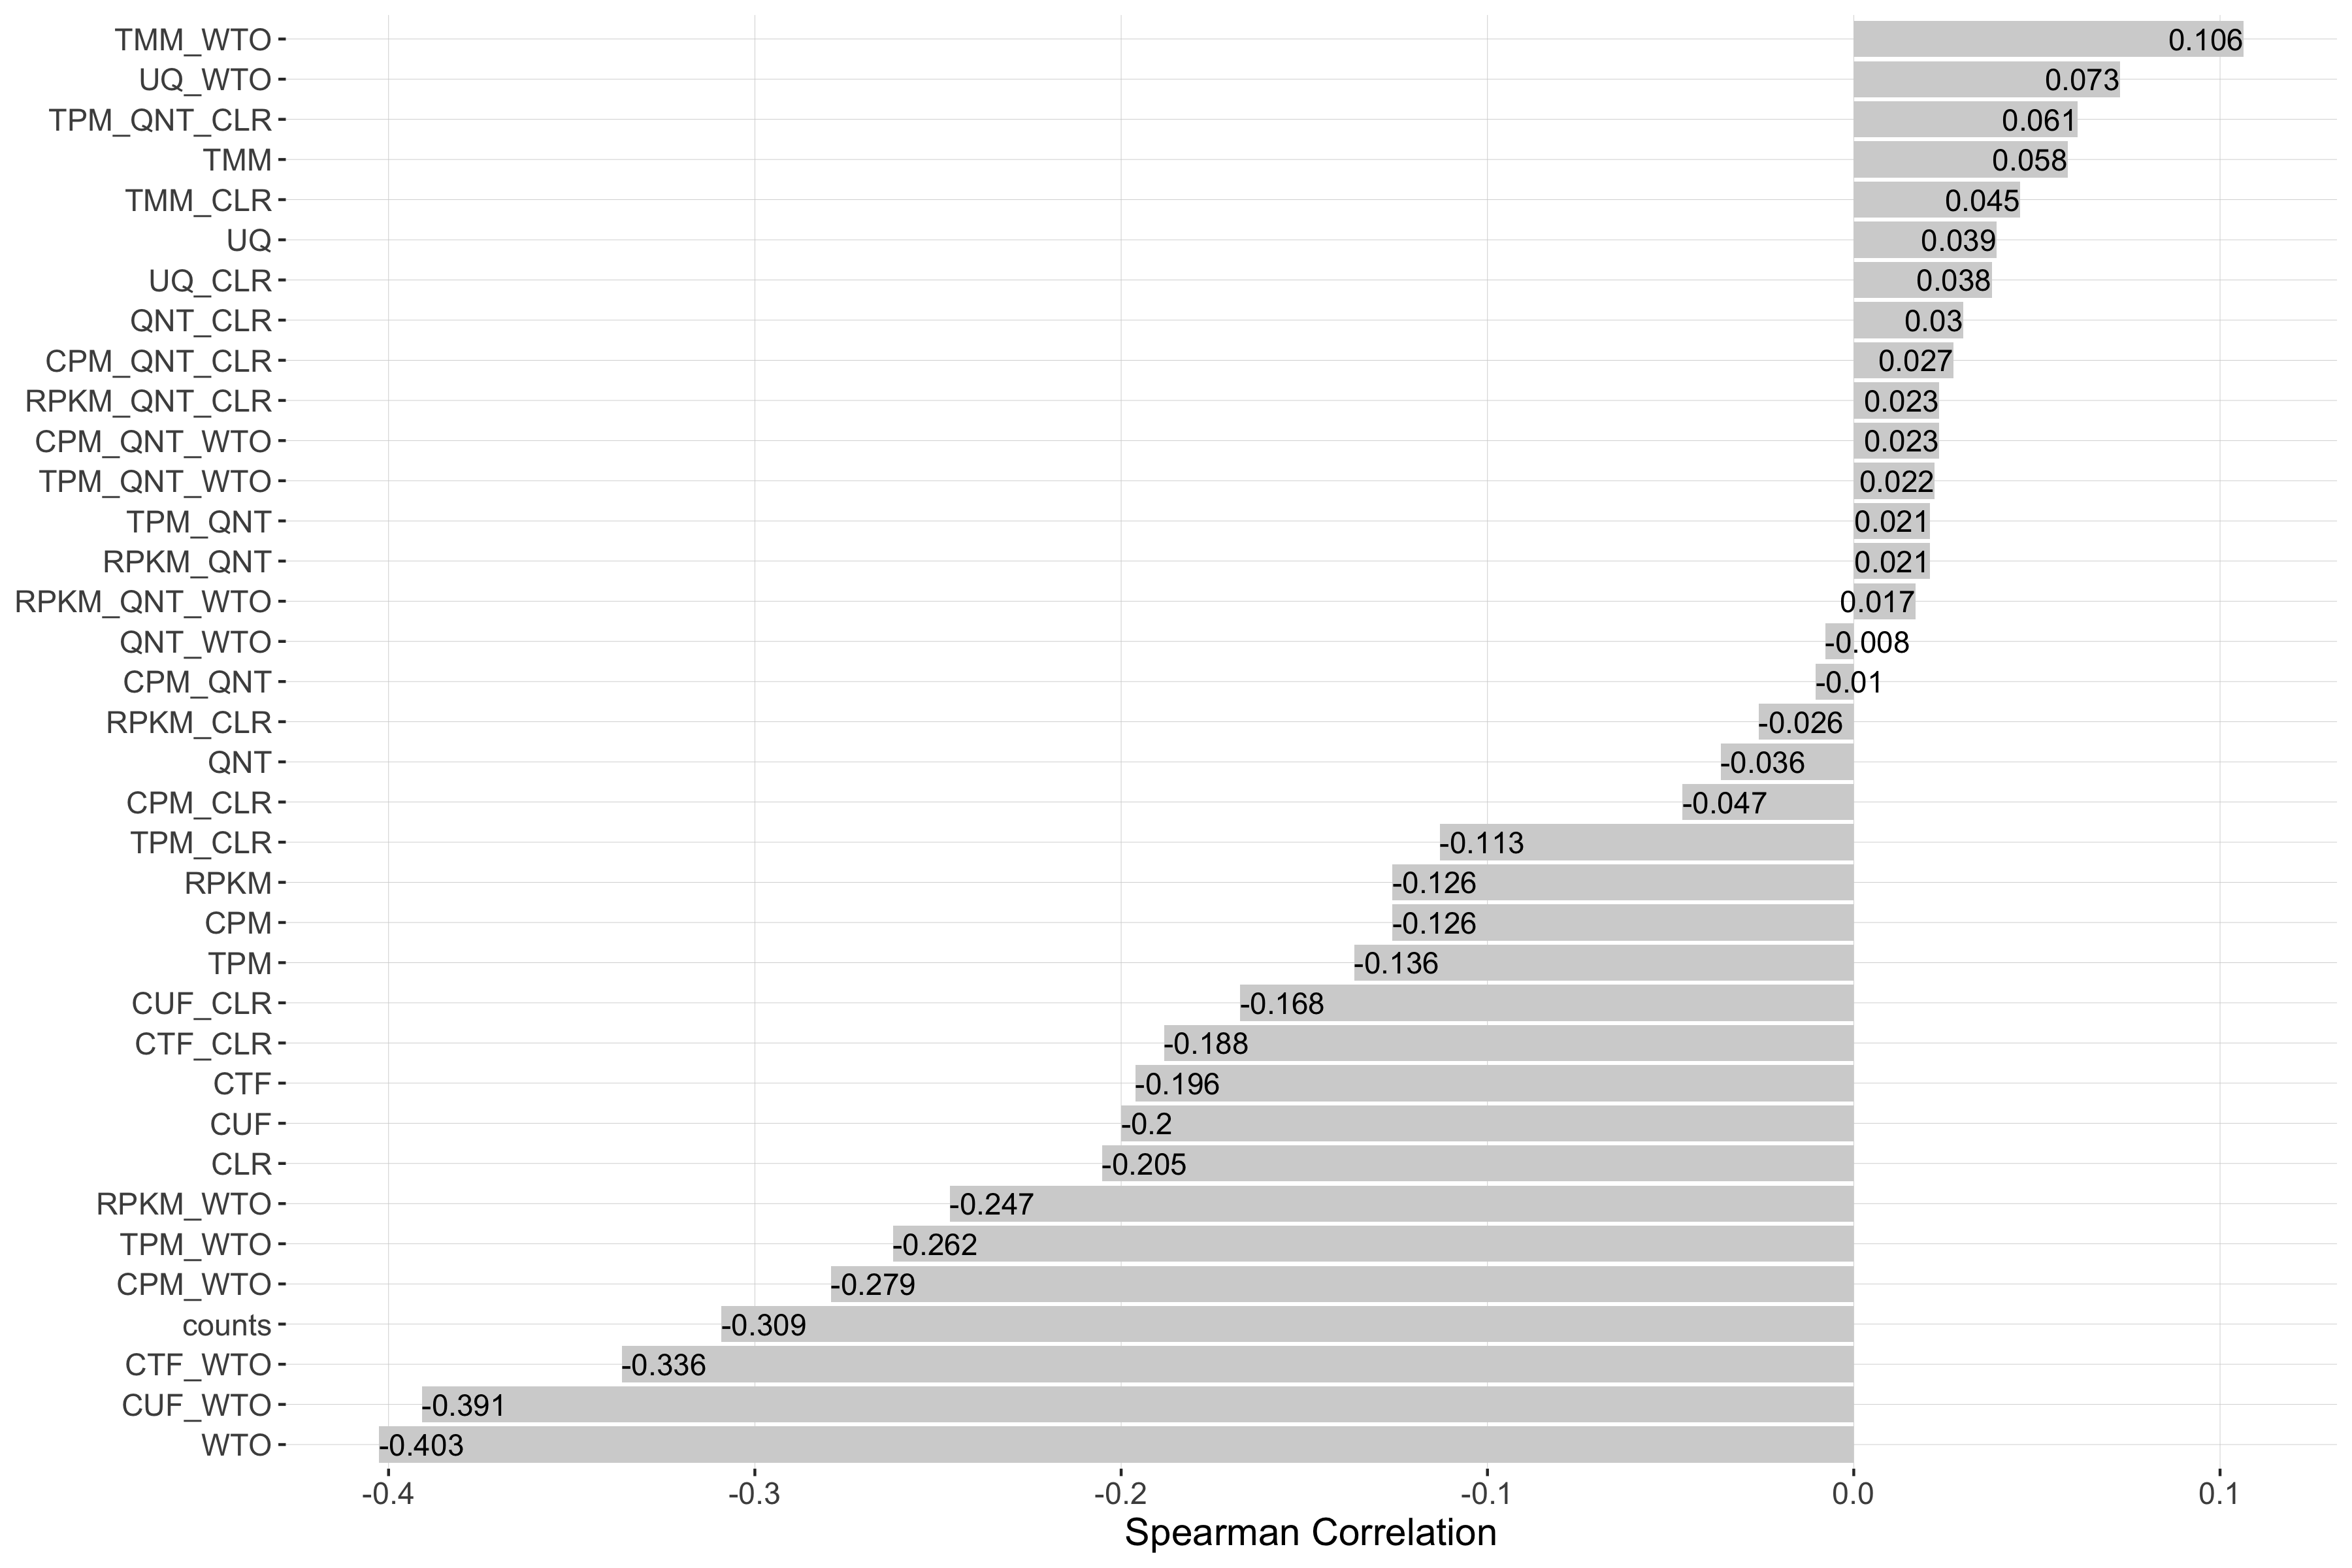 TMM_WTO 0.106
UQ_WTO 0.073
TPM_QNT_CLR 0.061
TMM 0.058
TMM_CLR 0.045
UQ 0.039
UQ_CLR 0.038
QNT_CLR 0.03
CPM_QNT_CLR 0.027
RPKM_QNT_CLR 0.023
CPM_QNT_WTO 0.023
TPM_QNT_WTO 0.022
TPM_QNT 0.021
RPKM_QNT 0.021
RPKM_QNT_WTO 0.017
QNT_WTO -0.008
CPM_QNT -0.01
RPKM_CLR -0.026
QNT -0.036
CPM_CLR -0.047
TPM_CLR -0.113
RPKM -0.126
CPM -0.126
TPM -0.136
CUF_CLR -0.168
CTF_CLR -0.188
CTF -0.196
CUF -0.2
CLR -0.205
RPKM_WTO -0.247
TPM_WTO -0.262
CPM_WTO -0.279
counts -0.309
CTF_WTO -0.336
CUF_WTO -0.391
WTO -0.403
-0.4 -0.3 -0.2 -0.1 0.0 0.1
Spearman Correlation